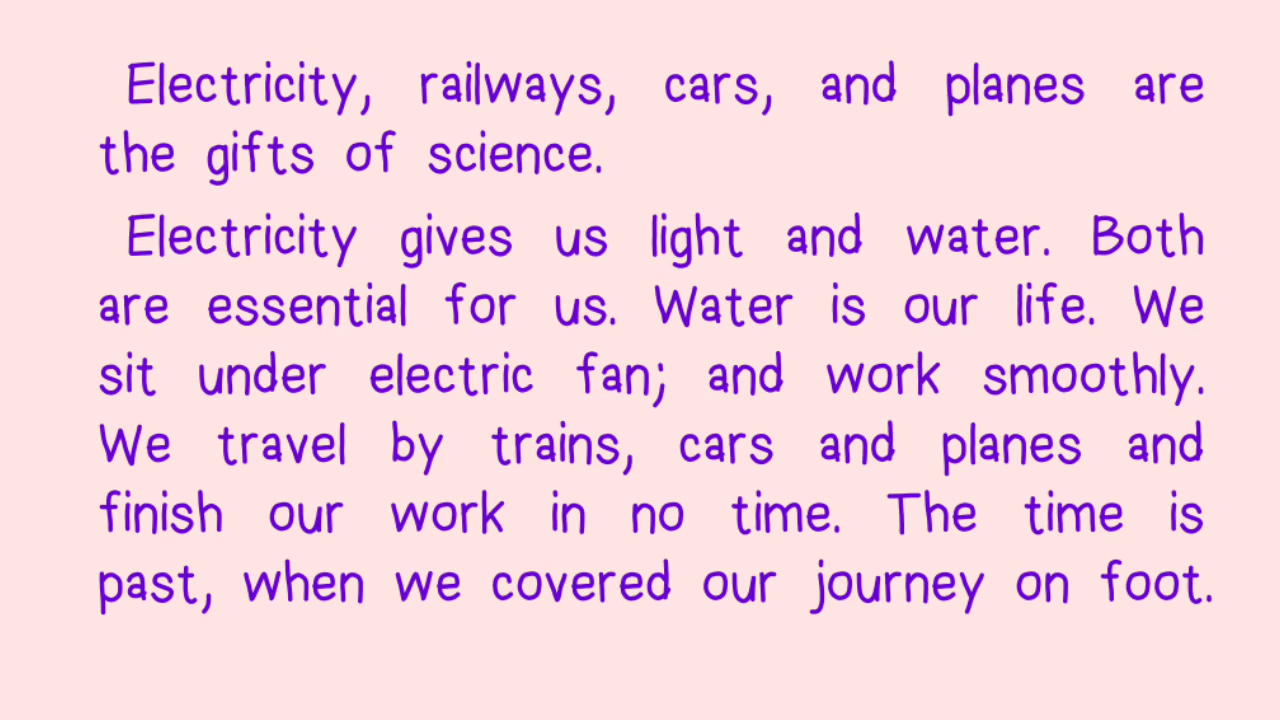 Electricity, railways, cars, and planes are
the gifts of science.
Electricity gives us light and water. Both
are essential for us. Water is our life. We
sit under electric fan; and work smoothly.
We travel by trains, cars and planes and
finish our work in no time. The time is
past, when we covered our journey on foot.